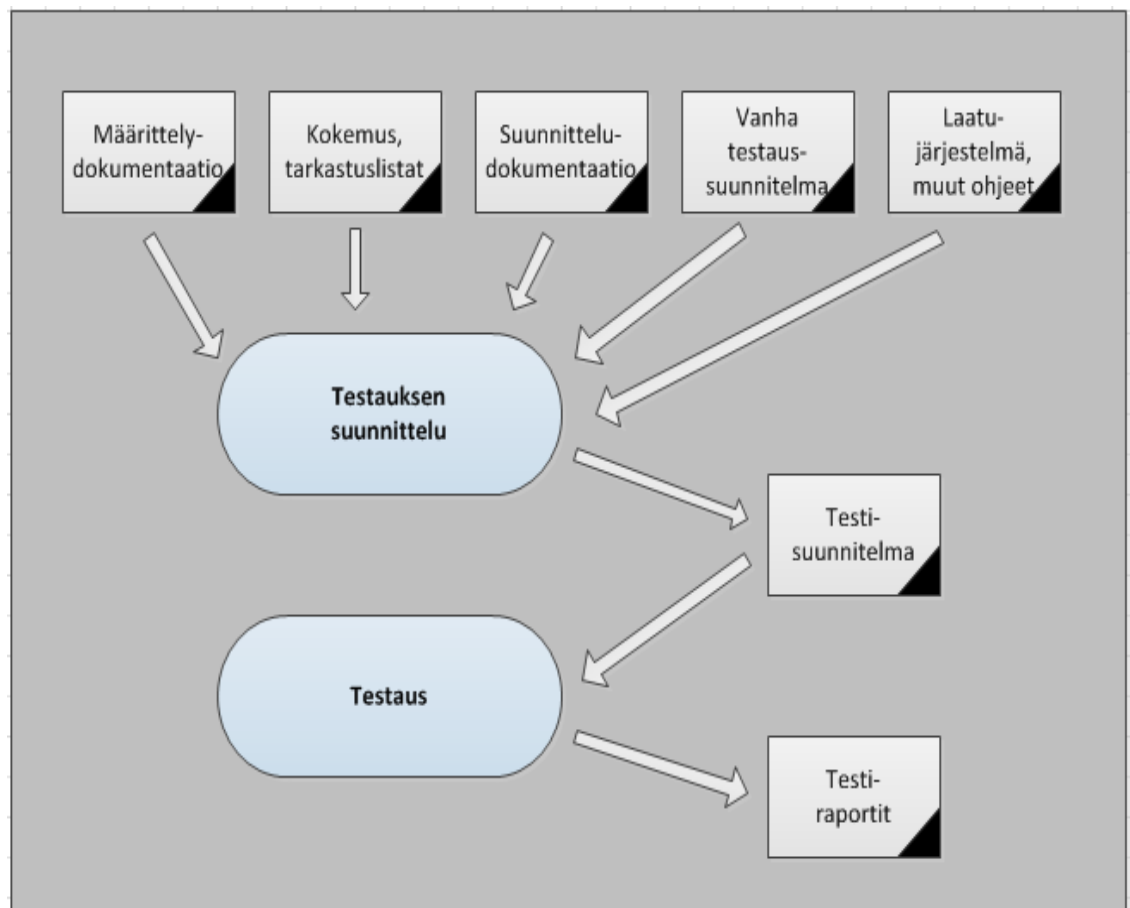 Määrittely-
dokumentaatio
Kokemus,
tarkastuslistat
Suunnittelu-
dokumentaatio
Vanha
testaus-
suunnitelma
Laatu-
järjestelmä,
muut ohjeet
Testauksen
suunnittelu
Testi-
suunnitelma
Testaus
Testi-
raportit